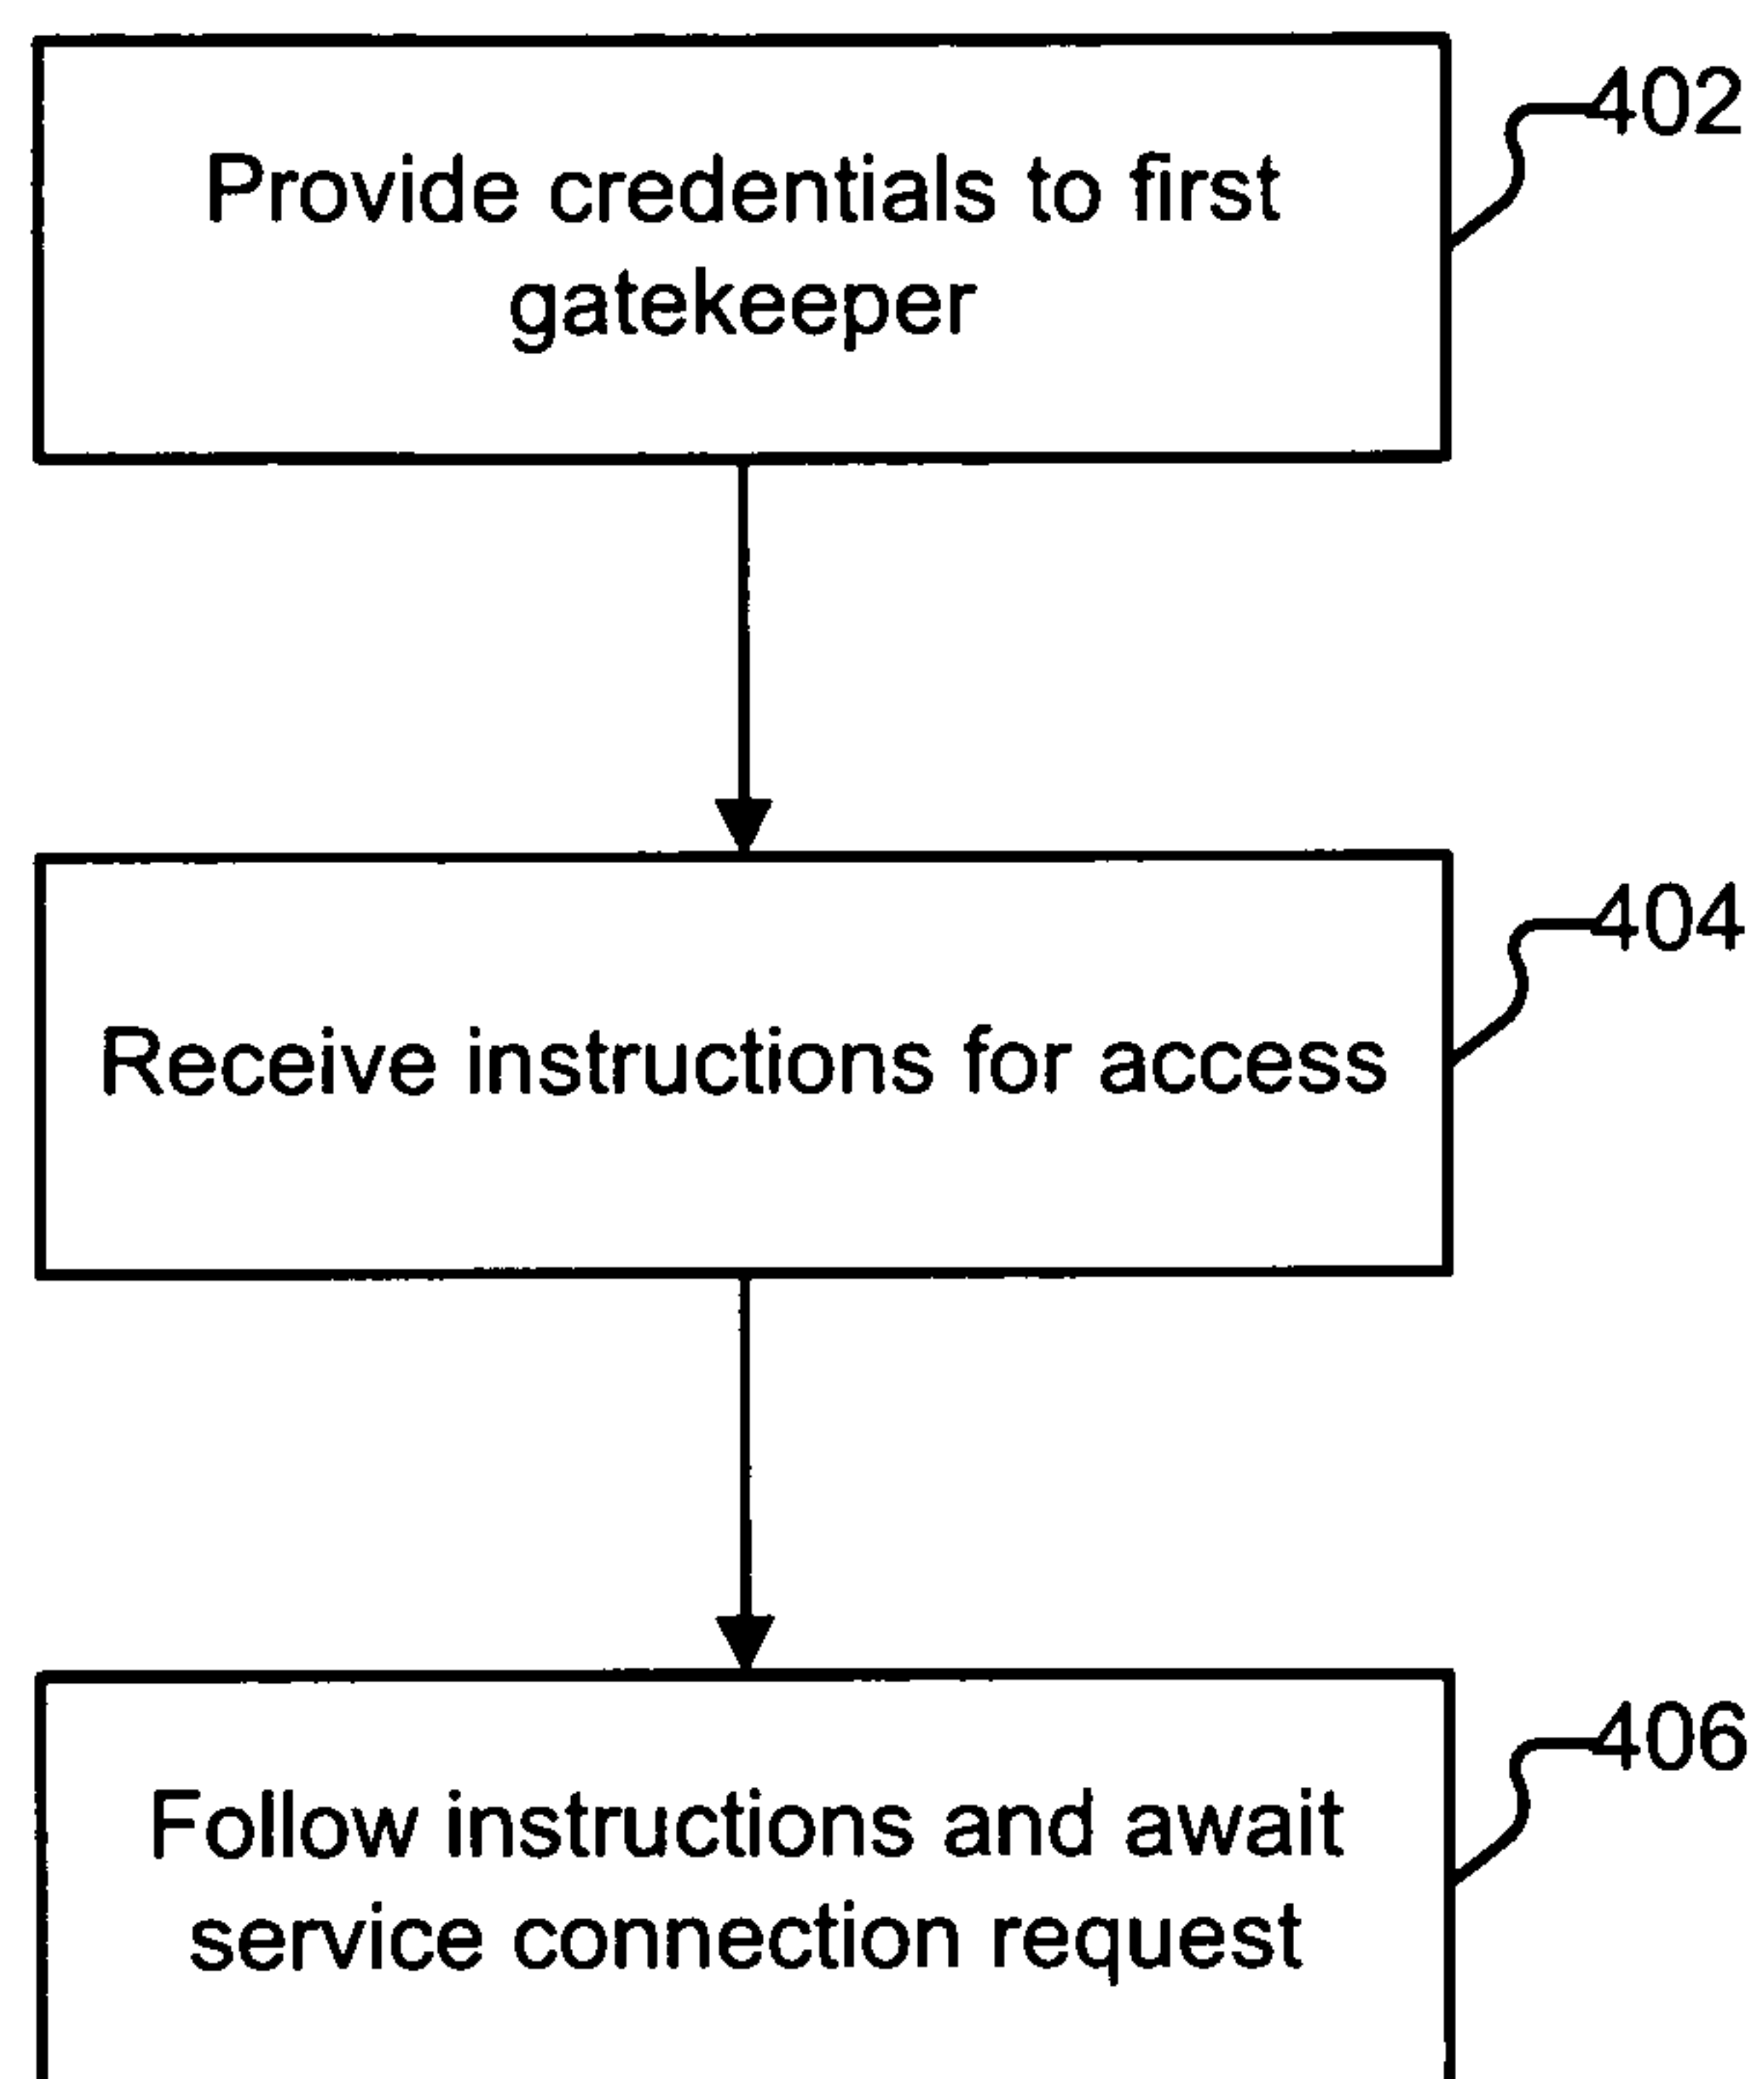 402
Provide credentials to first
gatekeeper
404
Receive instructions for access
406
Follow instructions and await
service connection request